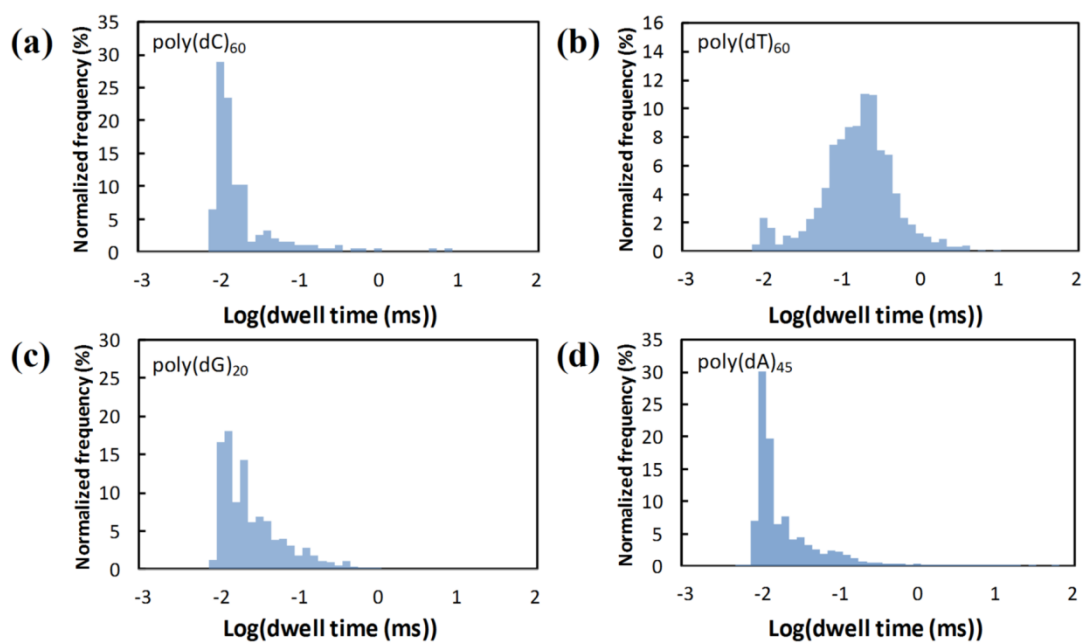 (a)
Normalized frequency (%)
35
30
25
20
15
10
5
0
poly(dC)60
-3 -2 -1 0 1 2
Log(dwell time (ms))
(b)
Normalized frequency (%)
16
14
12
10
8
6
4
2
0
poly(dT)60
-3 -2 -1 0 1 2
Log(dwell time (ms))
(c)
Normalized frequency (%)
30
25
20
15
10
5
0
poly(dG)20
-3 -2 -1 0 1 2
Log(dwell time (ms))
(d)
Normalized frequency (%)
35
30
25
20
15
10
5
0
poly(dA)45
-3 -2 -1 0 1 2
Log(dwell time (ms))